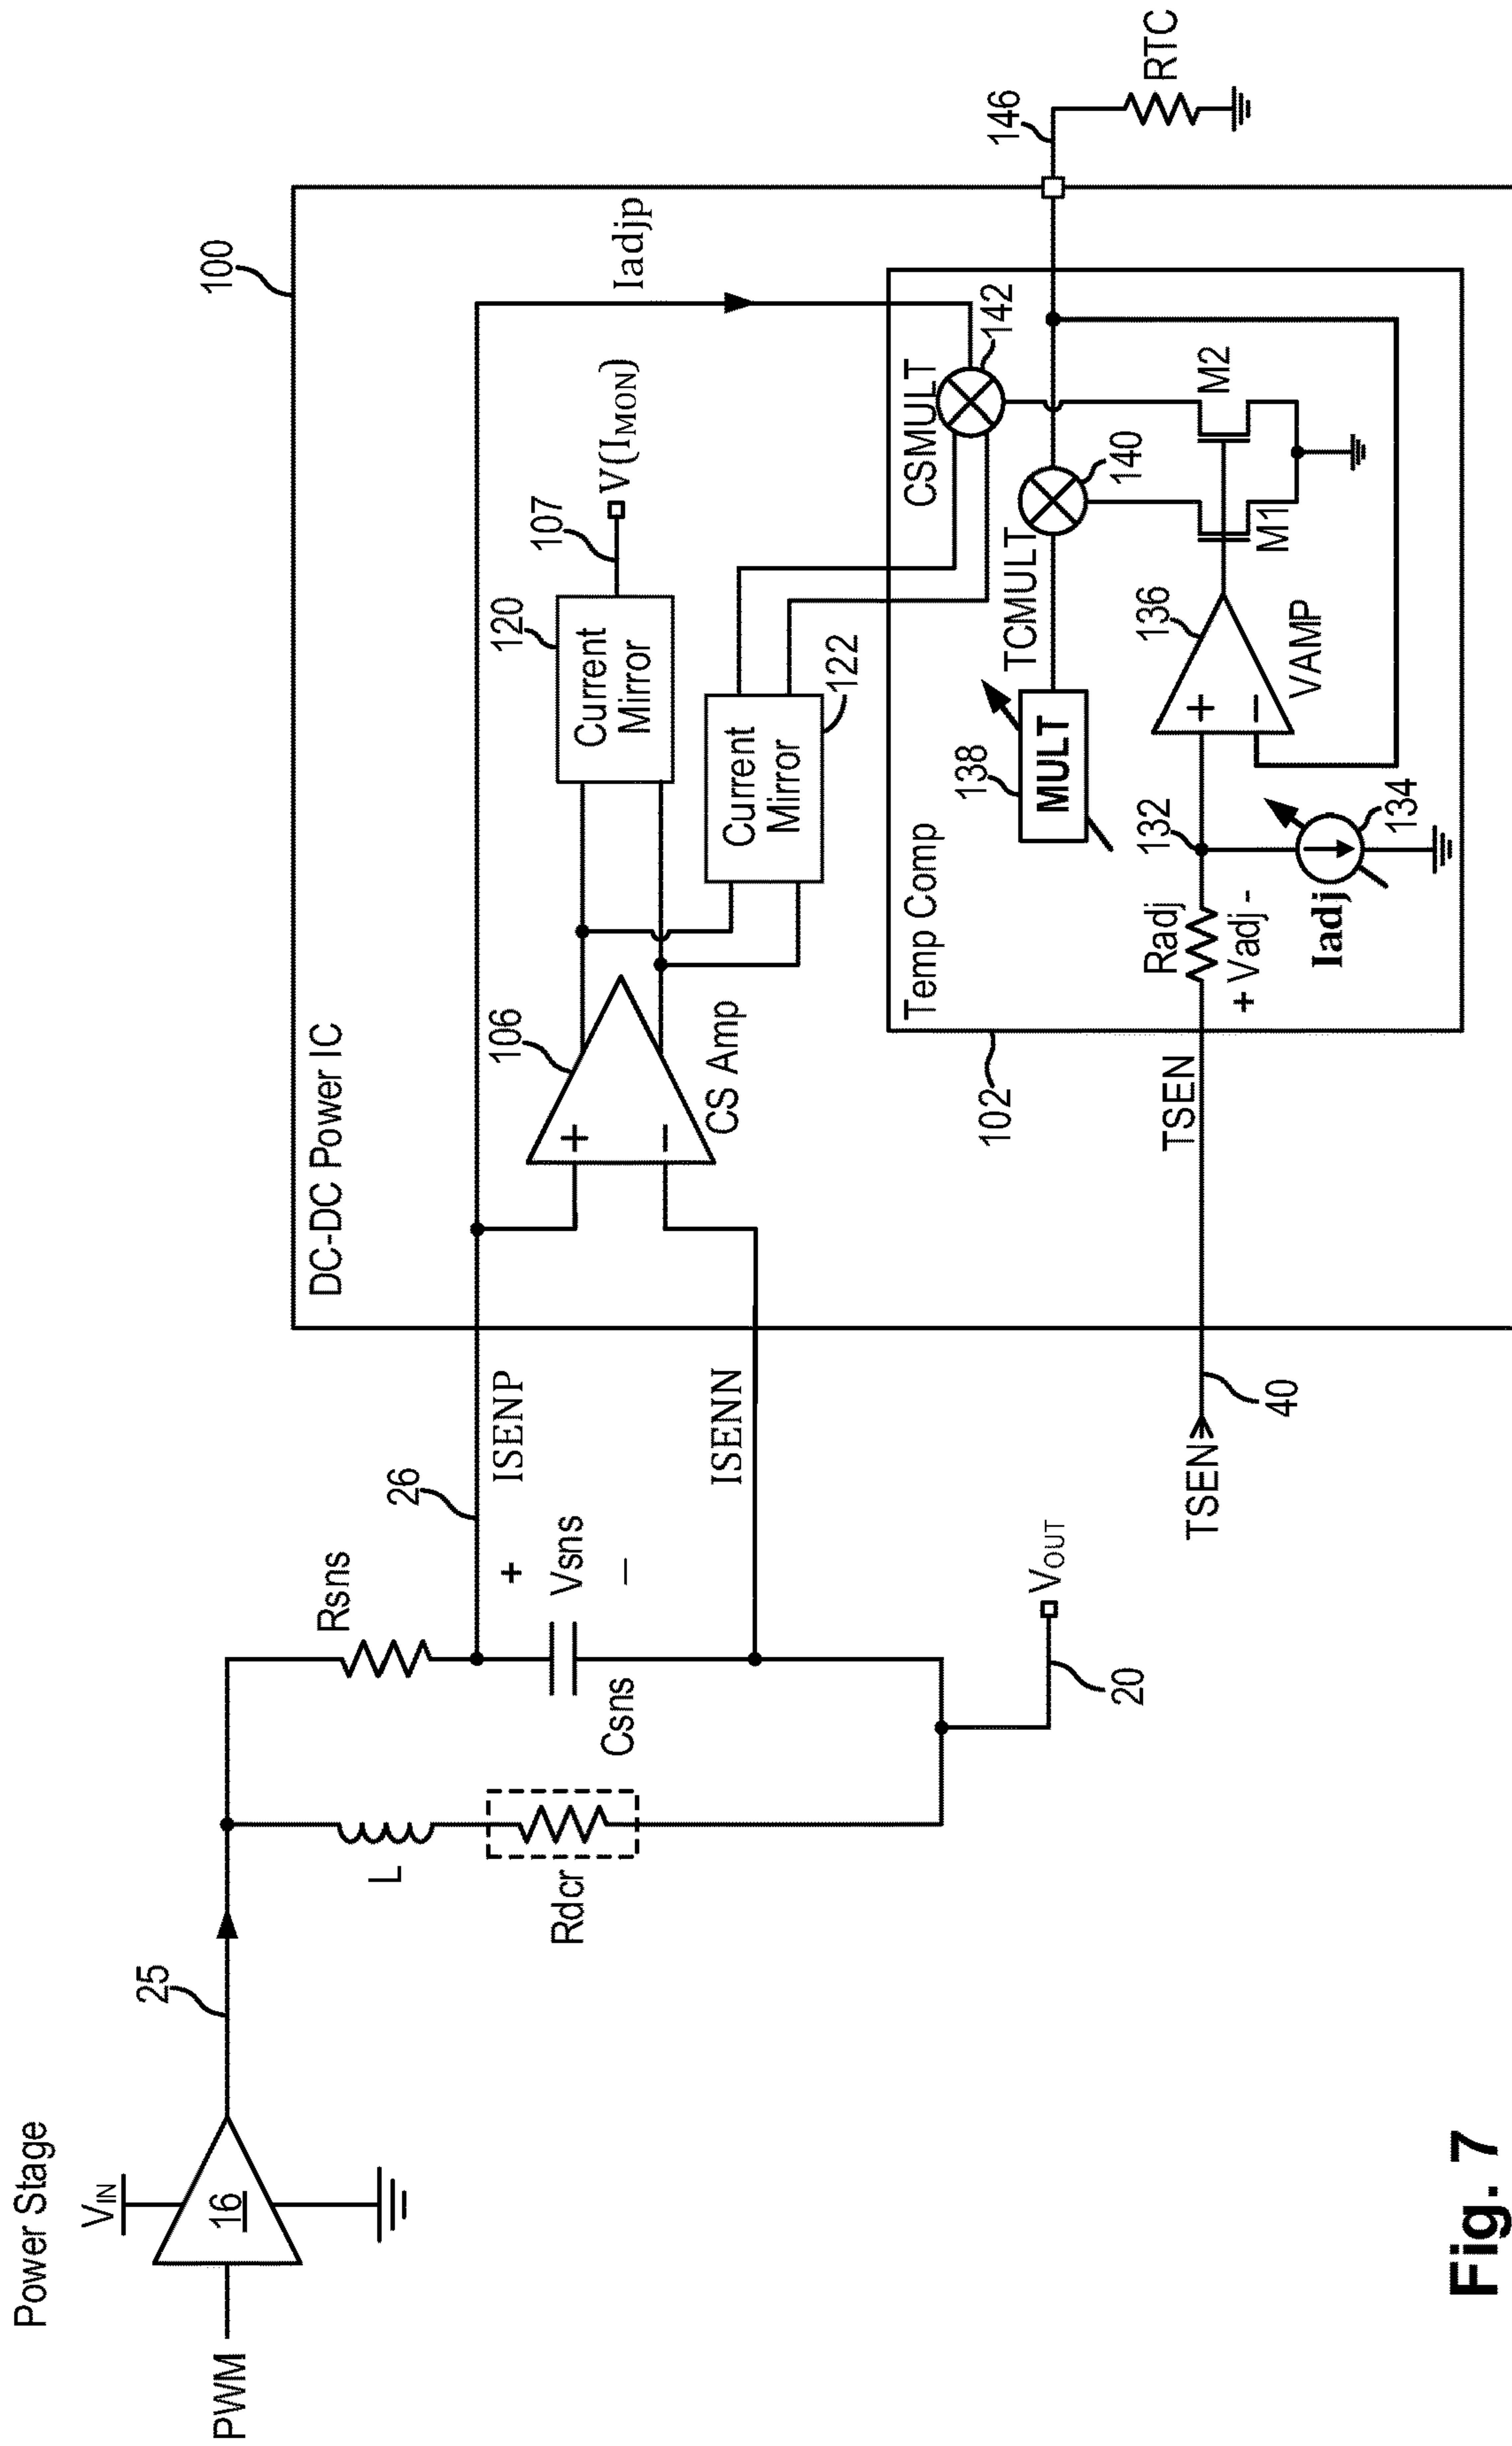 Power Stage
VIN
PWM
16
25
L
Rdcr
Rsns
Csns
+
Vsns
–
26
ISENP
ISENN
20
VOUT
DC-DC Power IC
100
+
–
106
CS Amp
120
Current
Mirror
107
V(IMON)
Current
Mirror
122
Iadjp
Temp Comp
102
CSMULT
142
TCMULT
140
138
MULT
136
+
–
VAMP
M1
M2
132
Radj
+ Vadj -
Iadj
134
TSEN
TSEN
40
146
RTC
Fig. 7